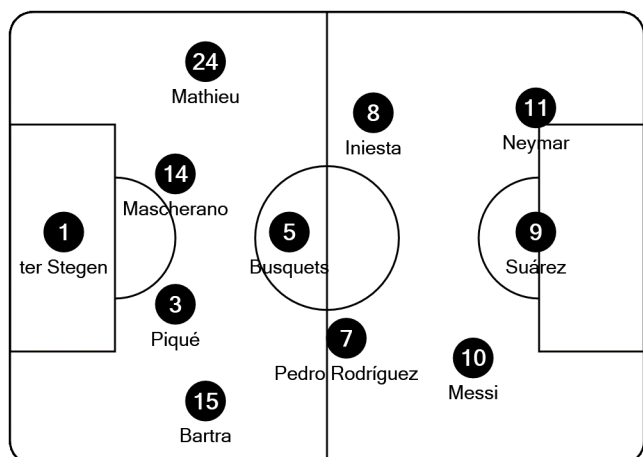 24
Mathieu
11
Neymar
8
Iniesta
14
Mascherano
1
ter Stegen
5
Busquets
9
Suárez
3
Piqué
7
Pedro Rodríguez
10
Messi
15
Bartra